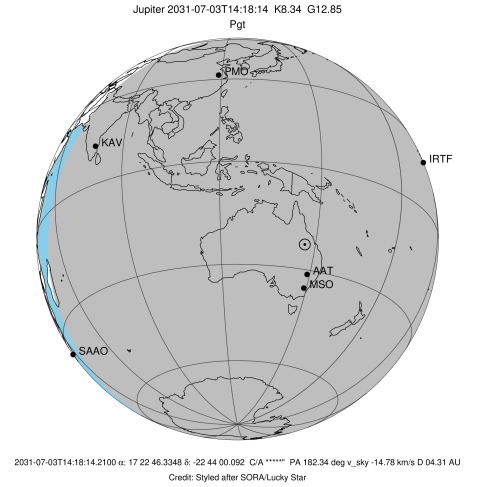 Jupiter 2031-07-03T14:18:14 K8.34 G12.85
Pgt
PMO
KAV
IRTF
AAT
MSO
SAAO
2031-07-03T14:18:14.2100 α: 17 22 46.3348 δ: -22 44 00.092 C/A *****" PA 182.34 deg v_sky -14.78 km/s D 04.31 AU
Credit: Styled after SORA/Lucky Star